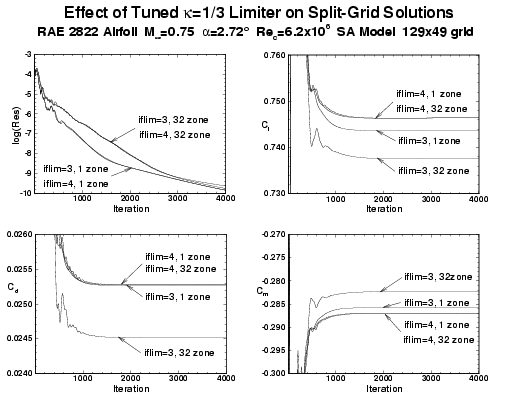 Effect of Tuned κ=1/3 Limiter on Split-Grid Solutions
RAE 2822 Airfoil M∞=0.75 α=2.72° Rec=6.2x10^6 SA Model 129x49 grid
-3
-4
-5
-6
-7
-8
-9
-10
log(Res)
iflim=3, 32 zone
iflim=4, 32 zone
iflim=3, 1 zone
iflim=4, 1 zone
1000
2000
3000
4000
Iteration
0.760
0.750
0.740
0.730
Cl
iflim=4, 1 zone
iflim=4, 32 zone
iflim=3, 1 zone
iflim=3, 32 zone
0
1000
2000
3000
4000
Iteration
0.0260
0.0255
0.0250
0.0245
0.0240
Cd
iflim=4, 1 zone
iflim=4, 32 zone
iflim=3, 1 zone
iflim=3, 32 zone
1000
2000
3000
4000
Iteration
-0.270
-0.275
-0.280
-0.285
-0.290
-0.295
-0.300
Cm
iflim=3, 32zone
iflim=3, 1 zone
iflim=4, 1 zone
iflim=4, 32 zone
1000
2000
3000
4000
Iteration